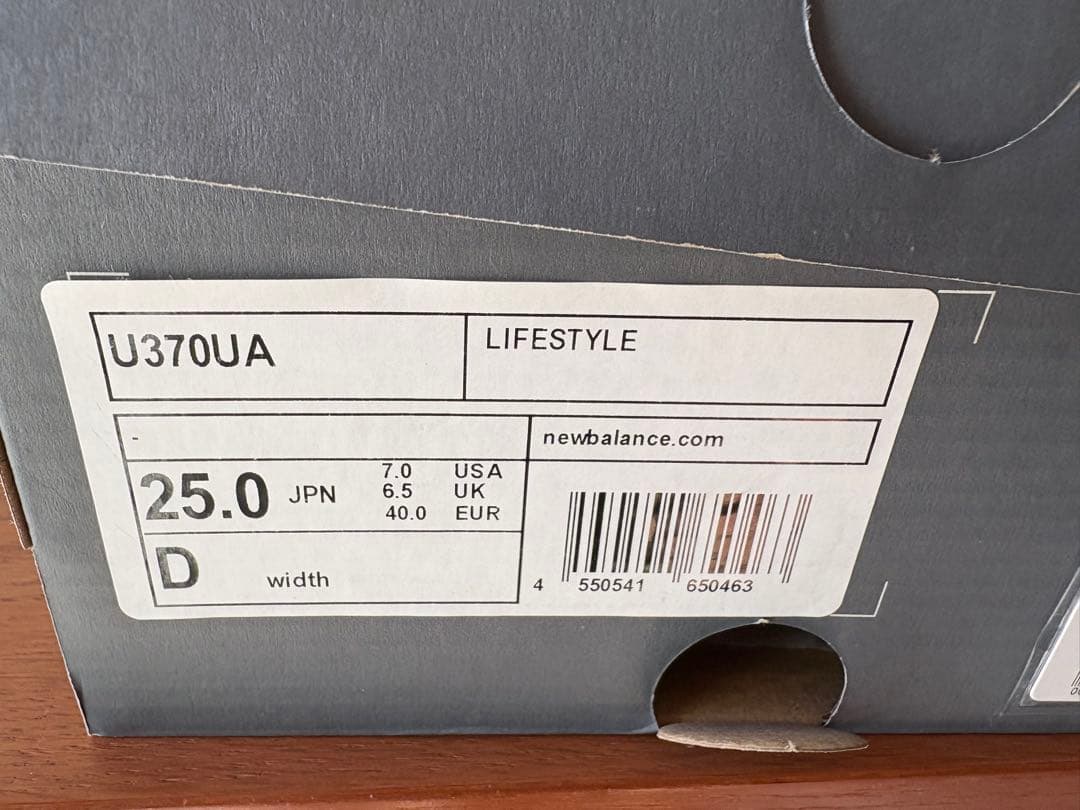 U370UA
LIFESTYLE
-
newbalance.com
25.0 JPN
7.0 USA
6.5 UK
40.0 EUR
D width
4 550541 650463